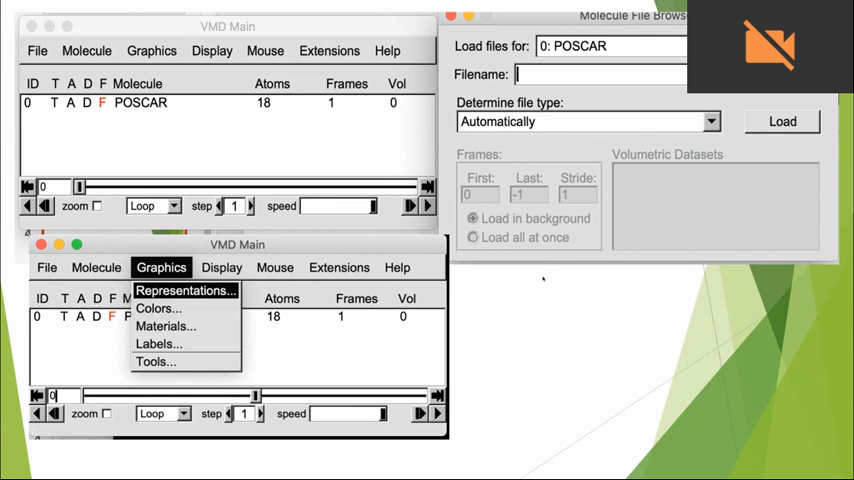 VMD Main
File Molecule Graphics Display Mouse Extensions Help
ID T A D F Molecule Atoms Frames Vol
0 T A D F POSCAR 18 1 0
0
zoom Loop step 1 speed
Molecule File Brows
Load files for: 0: POSCAR
Filename:
Determine file type:
Automatically Load
Frames: Volumetric Datasets
First: Last: Stride:
0 -1 1
Load in background
Load all at once
VMD Main
File Molecule Graphics Display Mouse Extensions Help
Representations...
Colors...
Materials...
Labels...
Tools...
ID T A D F M Atoms Frames Vol
0 T A D F P 18 1 0
0
zoom Loop step 1 speed